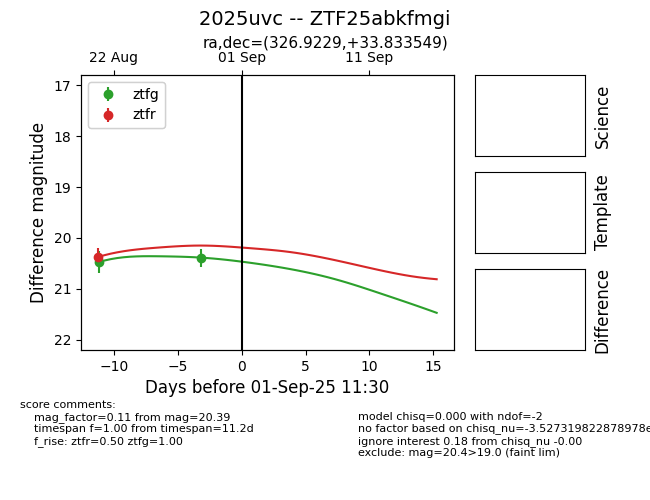 2025uvc -- ZTF25abkfmgi
ra,dec=(326.9229,+33.833549)
22 Aug 01 Sep 11 Sep
ztfg
ztfr
17
18
19
20
21
22
Difference magnitude
−10 −5 0 5 10 15
Days before 01-Sep-25 11:30
Science
Template
Difference
score comments:
mag_factor=0.11 from mag=20.39
timespan f=1.00 from timespan=11.2d
f_rise: ztfr=0.50 ztfg=1.00
model chisq=0.000 with ndof=-2
no factor based on chisq_nu=-3.527319822878978e
ignore interest 0.18 from chisq_nu -0.00
exclude: mag=20.4>19.0 (faint lim)